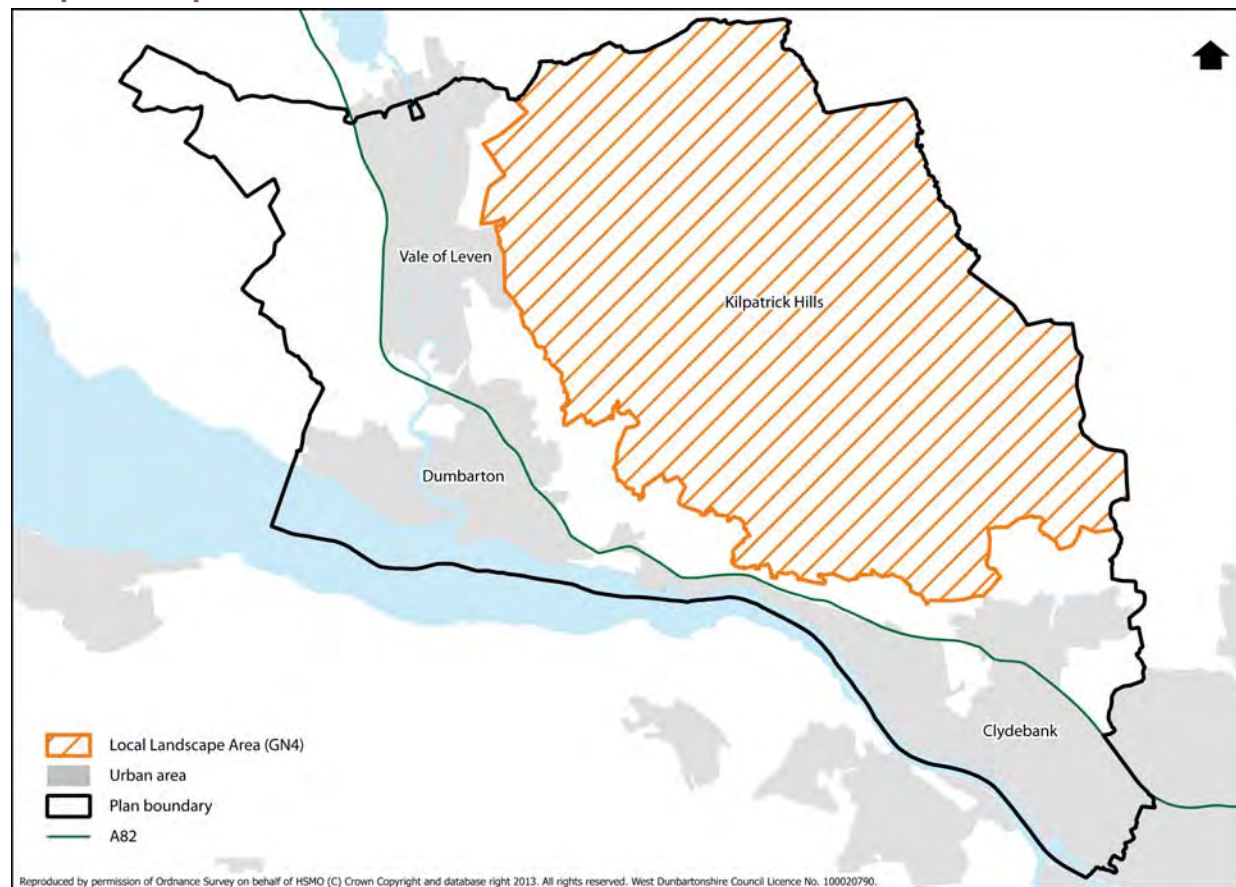 Vale of Leven
Kilpatrick Hills
Dumbarton
Clydebank
Local Landscape Area (GN4)
Urban area
Plan boundary
A82
Reproduced by permission of Ordnance Survey on behalf of HSMO (C) Crown Copyright and database right 2013. All rights reserved. West Dunbartonshire Council Licence No. 100020790.